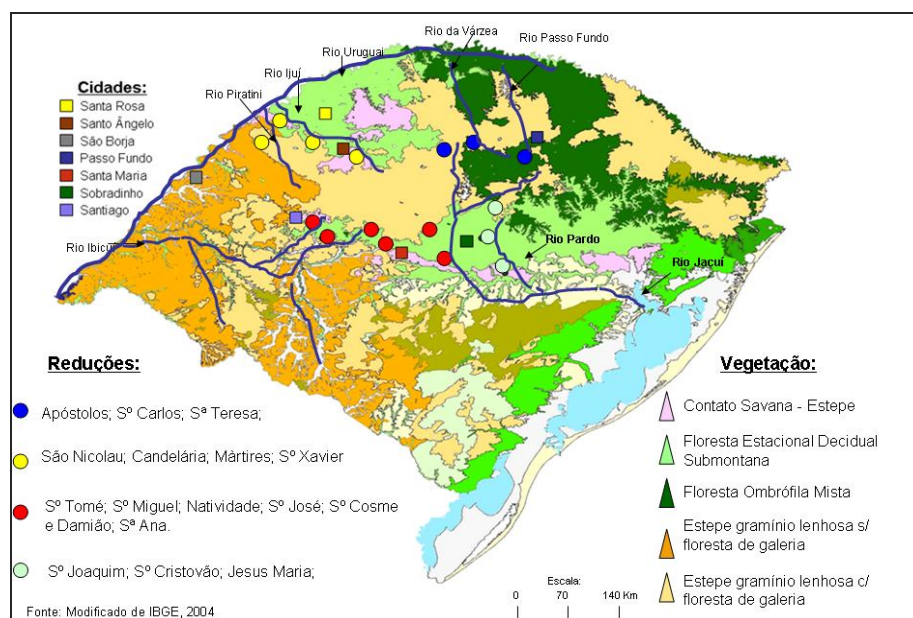 Rio da Várzea
Rio Passo Fundo
Rio Uruguai
Rio Ijuí
Rio Piratini
Cidades:
Santa Rosa
Santo Ângelo
São Borja
Passo Fundo
Santa Maria
Sobradinho
Santiago
Rio Ibicuí
Rio Pardo
Rio Jacuí
Reduções:
Apóstolos; Sº Carlos; Sª Teresa;
São Nicolau; Candelária; Màrtires; Sº Xavier
Sº Tomé; Sº Miguel; Natividade; Sº José; Sº Cosme
e Damião; Sª Ana.
Sº Joaquim; Sº Cristovão; Jesus Maria;
Fonte: Modificado de IBGE, 2004
Escala:
0 70 140 Km
Vegetação:
Contato Savana - Estepe
Floresta Estacional Decidual
Submontana
Floresta Ombrófila Mista
Estepe gramínio lenhosa s/
floresta de galeria
Estepe gramínio lenhosa c/
floresta de galeria